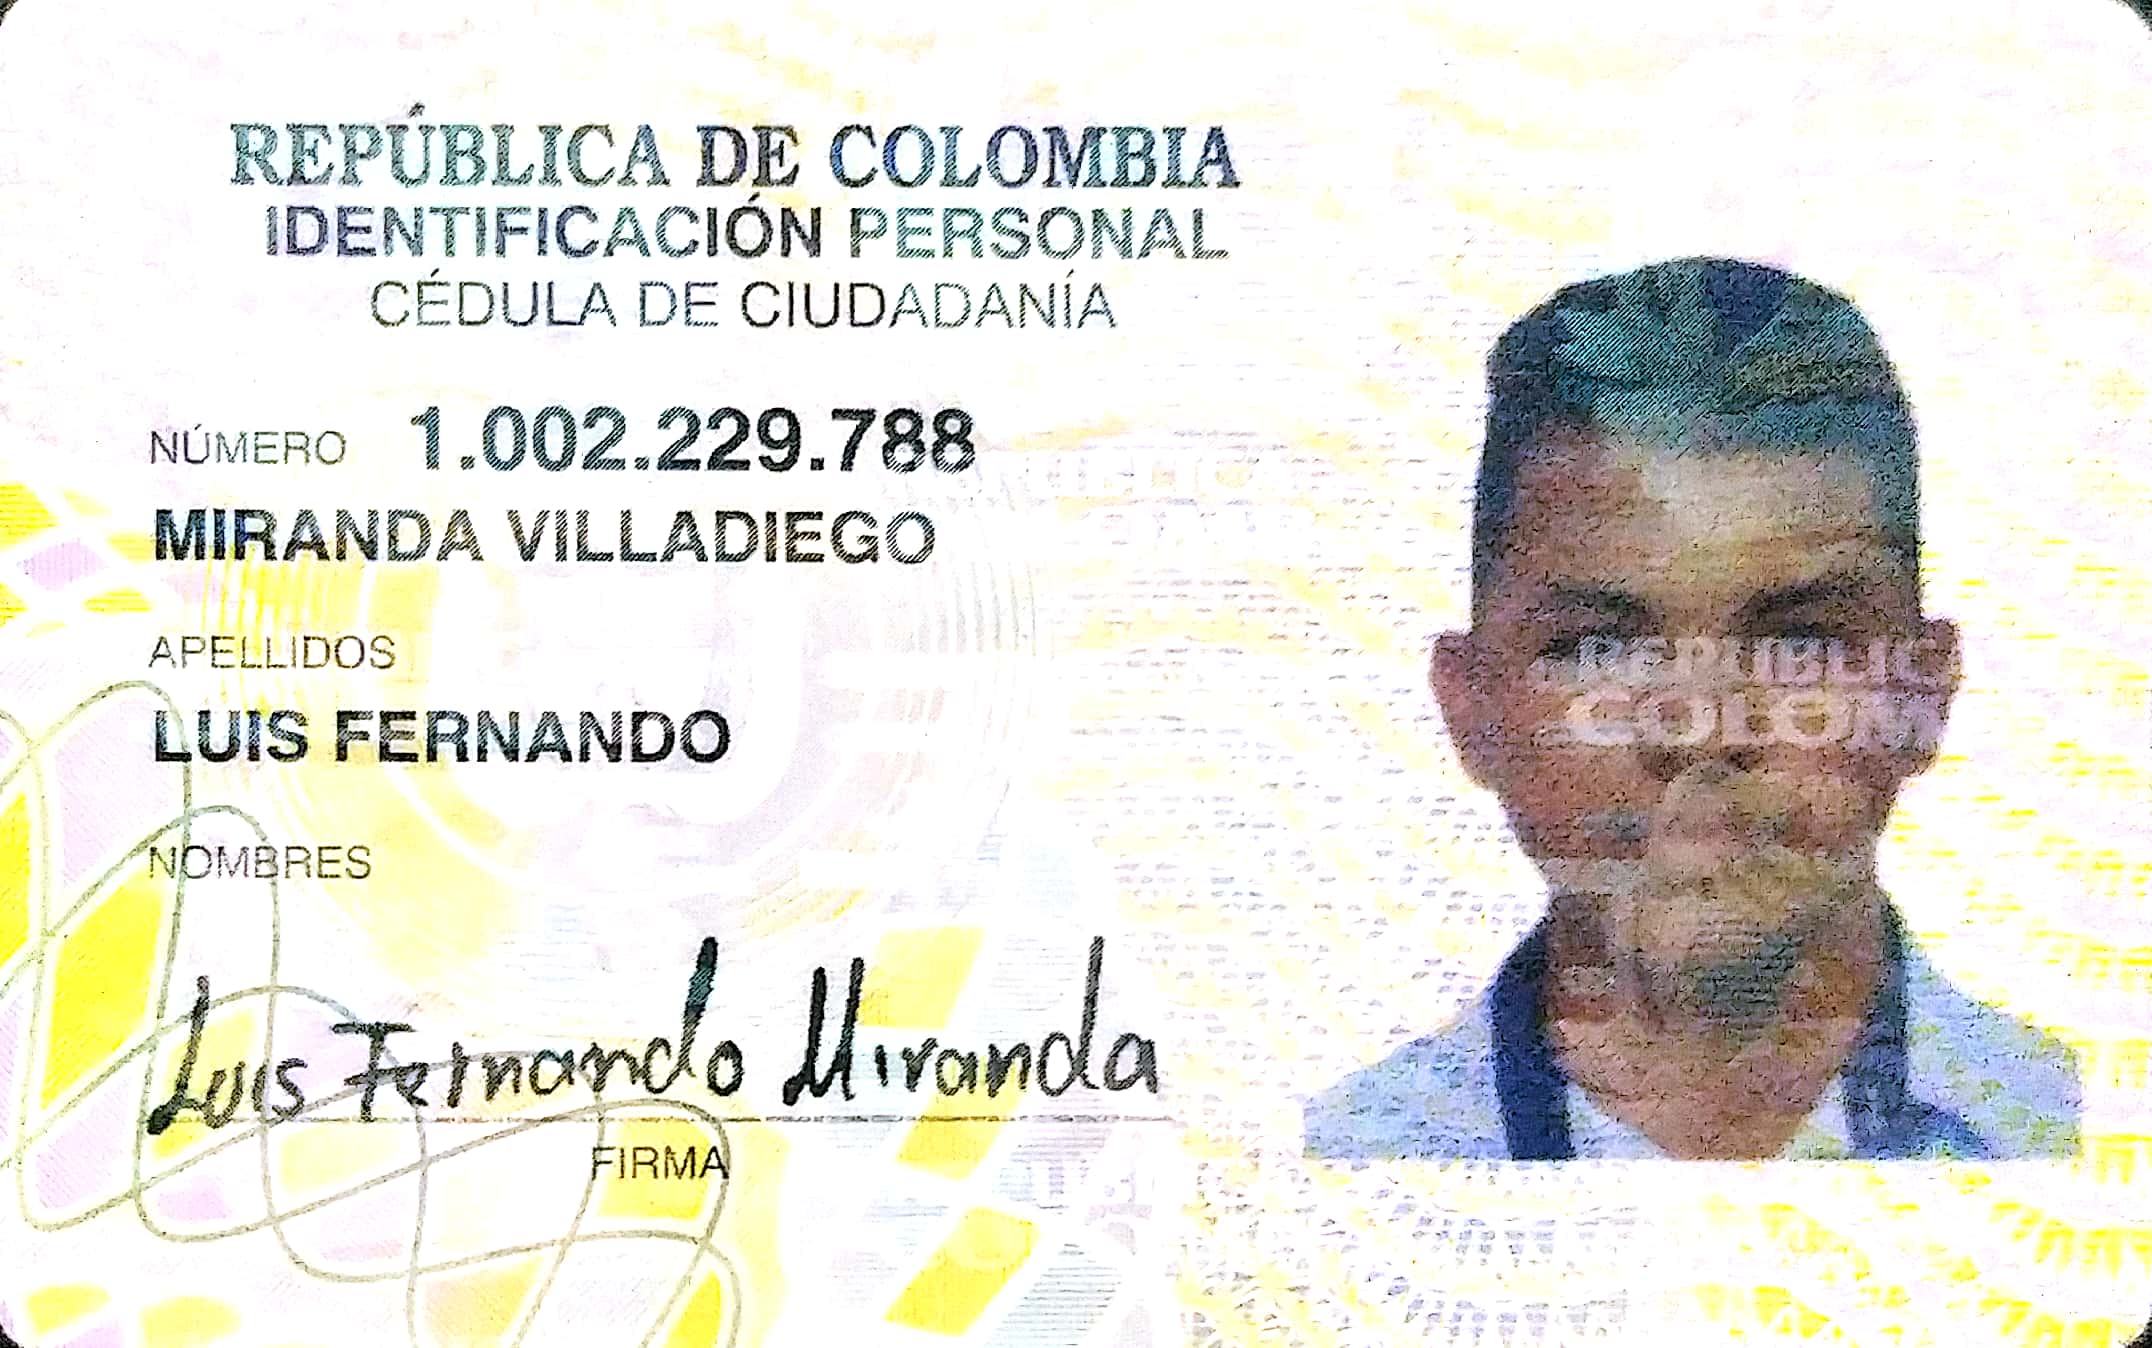 REPÚBLICA DE COLOMBIA
IDENTIFICACIÓN PERSONAL
CÉDULA DE CIUDADANÍA
NÚMERO 1.002.229.788
MIRANDA VILLADIEGO
APELLIDOS
LUIS FERNANDO
NOMBRES
Luis Fernando Miranda
FIRMA
REPUBLIC
COLOM